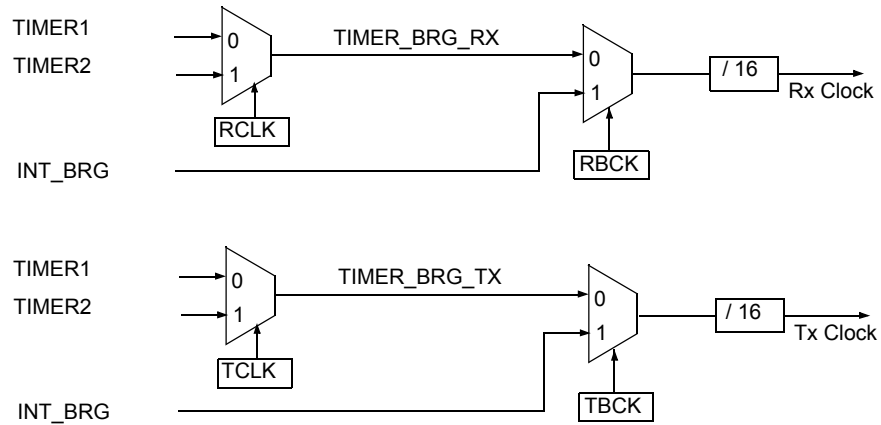 TIMER1
0
TIMER_BRG_RX
TIMER2
1
0
/ 16
1
Rx Clock
RCLK
INT_BRG
RBCK
TIMER1
0
TIMER_BRG_TX
TIMER2
1
0
/ 16
1
Tx Clock
TCLK
INT_BRG
TBCK